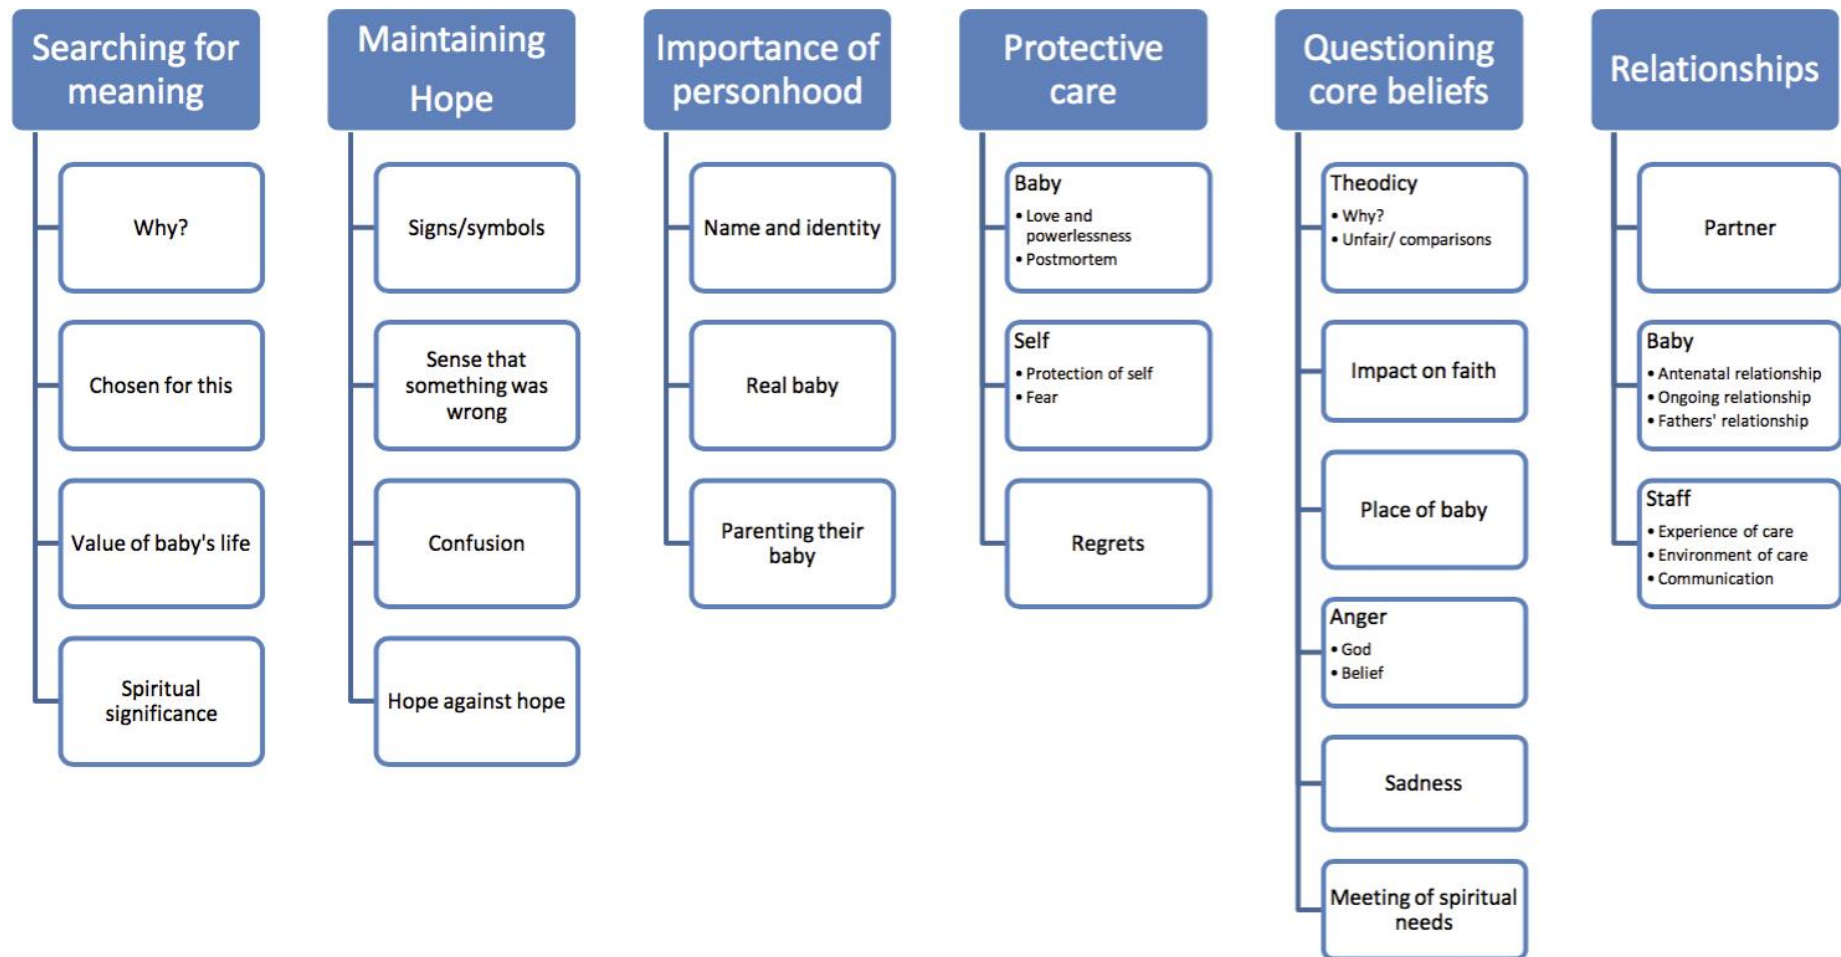 Searching for
meaning
Why?
Chosen for this
Value of baby's life
Spiritual
significance
Maintaining
Hope
Signs/symbols
Sense that
something was
wrong
Confusion
Hope against hope
Importance of
personhood
Name and identity
Real baby
Parenting their
baby
Protective
care
Baby
• Love and
powerlessness
• Postmortem
Self
• Protection of self
• Fear
Regrets
Questioning
core beliefs
Theodicy
• Why?
• Unfair/ comparisons
Impact on faith
Place of baby
Anger
• God
• Belief
Sadness
Meeting of spiritual
needs
Relationships
Partner
Baby
• Antenatal relationship
• Ongoing relationship
• Fathers' relationship
Staff
• Experience of care
• Environment of care
• Communication